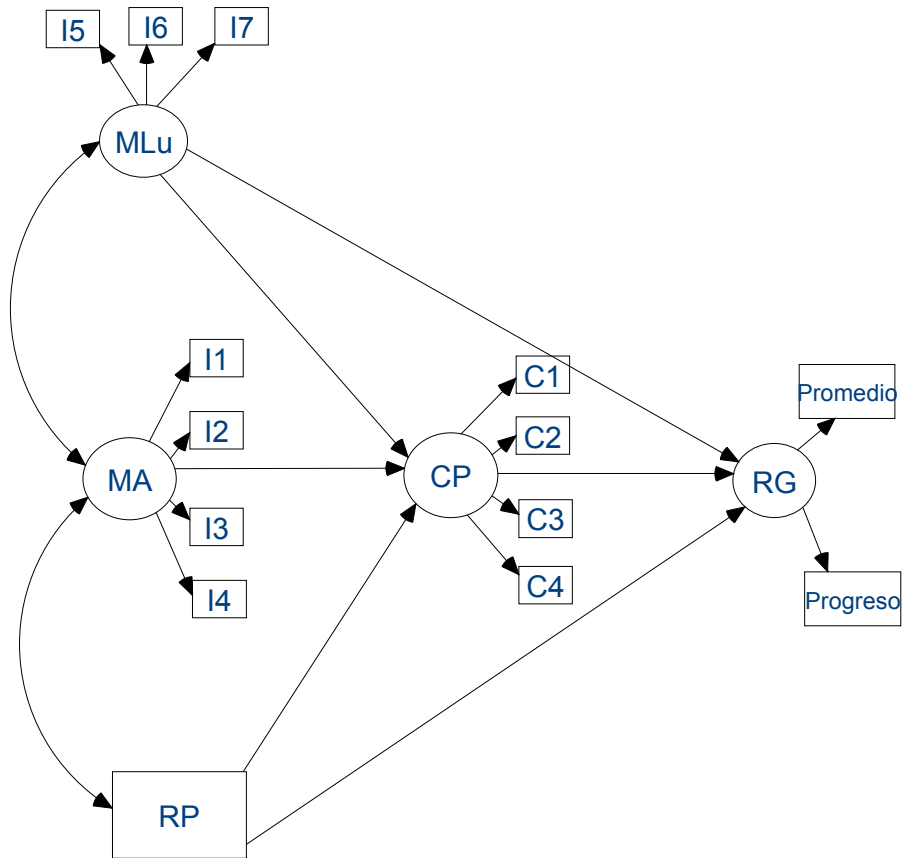 I5
I6
I7
MLu
I1
I2
MA
I3
I4
C1
C2
CP
C3
C4
Promedio
RG
Progreso
RP